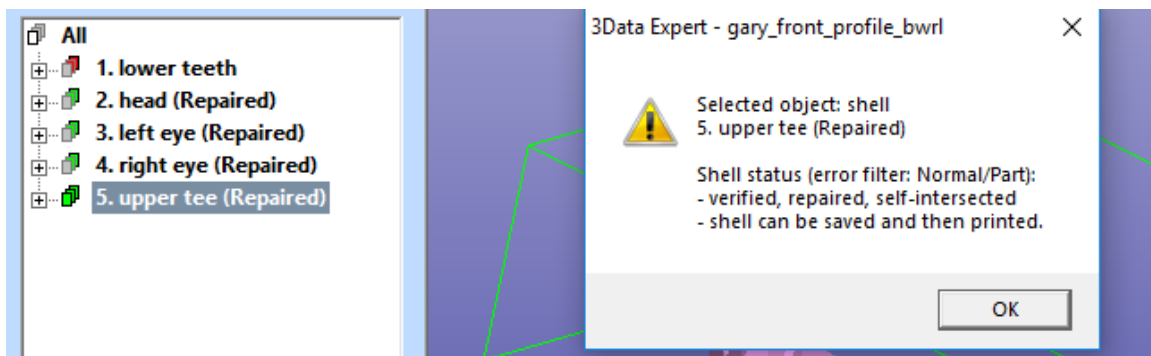 All
1. lower teeth
2. head (Repaired)
3. left eye (Repaired)
4. right eye (Repaired)
5. upper tee (Repaired)
3Data Expert - gary_front_profile_bwrl
Selected object: shell
5. upper tee (Repaired)
Shell status (error filter: Normal/Part):
- verified, repaired, self-intersected
- shell can be saved and then printed.
OK